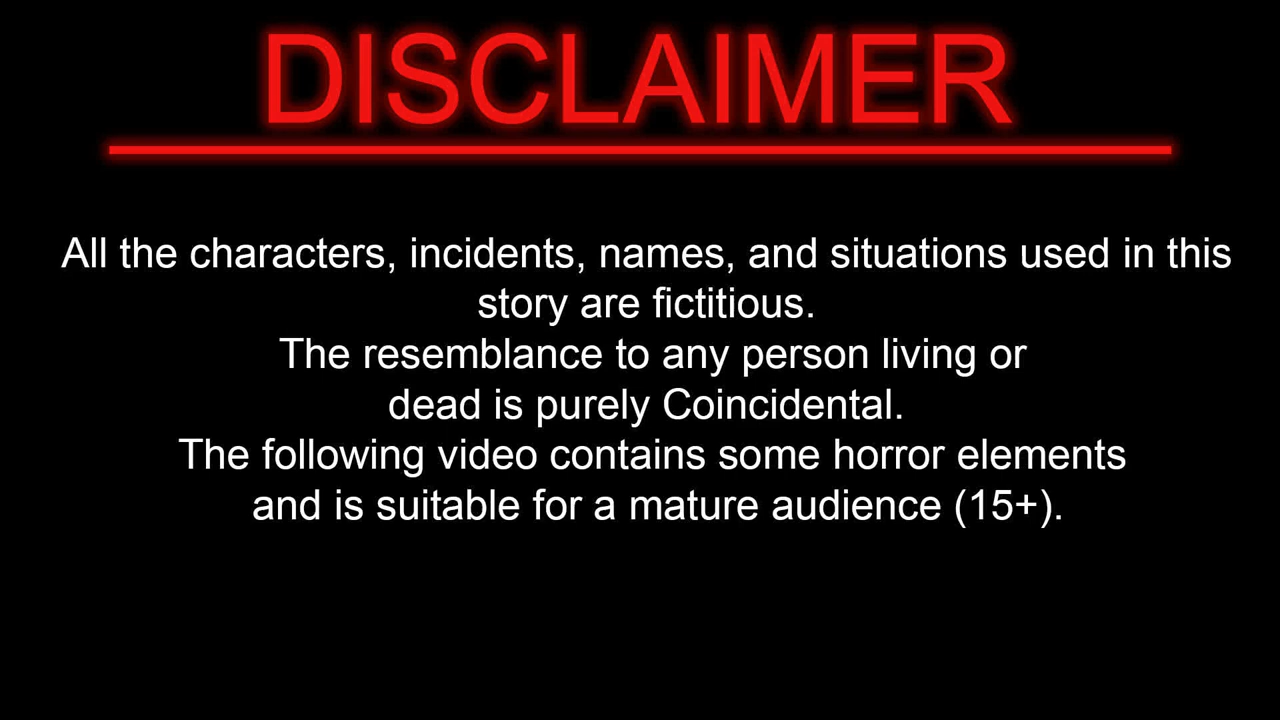 DISCLAIMER
All the characters, incidents, names, and situations used in this
story are fictitious.
The resemblance to any person living or
dead is purely Coincidental.
The following video contains some horror elements
and is suitable for a mature audience (15+).